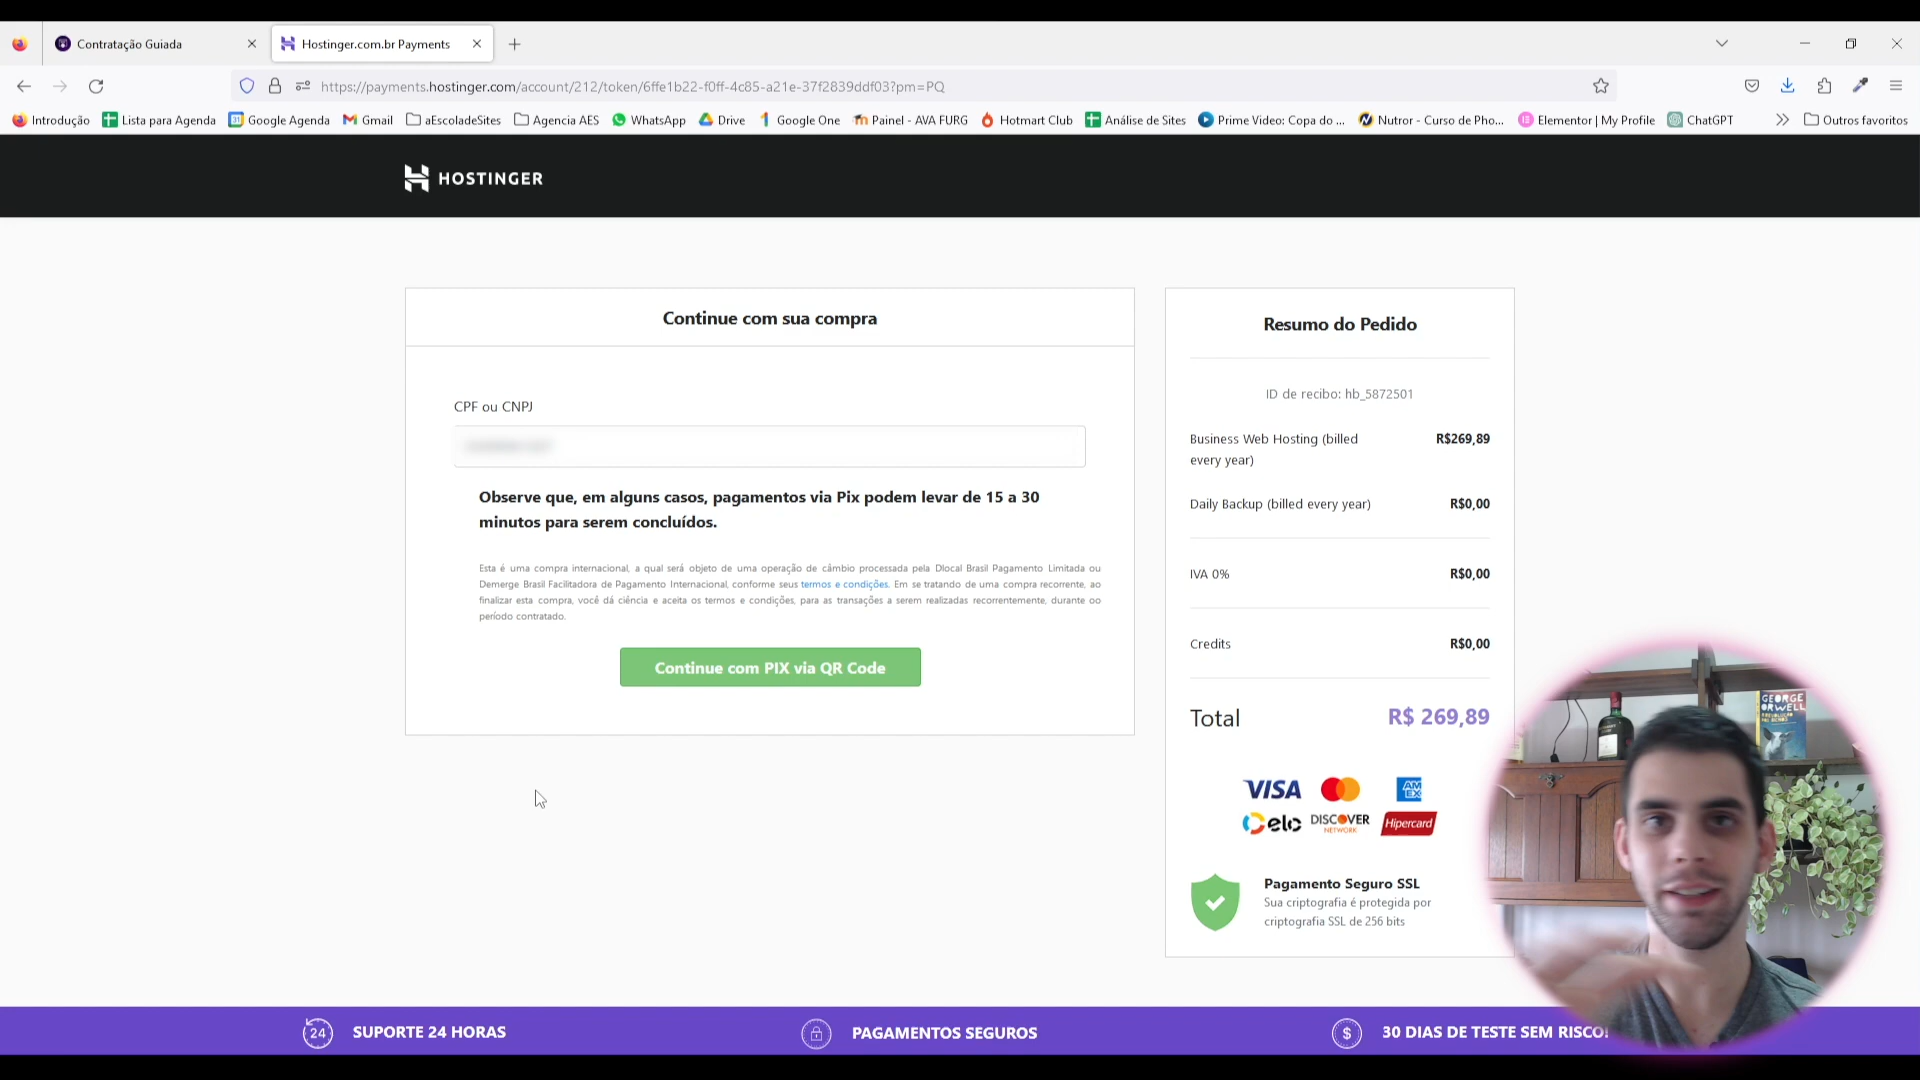 Contratação Guiada
Hostinger.com.br Payments
https://payments.hostinger.com/account/212/token/6ffe1b22-f0ff-4c85-a21e-37f2839ddf03?pm=PQ
Introdução
Lista para Agenda
Google Agenda
Gmail
aEscoladeSites
Agencia AES
WhatsApp
Drive
Google One
Painel - AVA FURG
Hotmart Club
Análise de Sites
Prime Video: Copa do ...
Nutror - Curso de Pho...
Elementor | My Profile
ChatGPT
Outros favoritos
HOSTINGER
Continue com sua compra
CPF ou CNPJ
Observe que, em alguns casos, pagamentos via Pix podem levar de 15 a 30
minutos para serem concluídos.
Esta é uma compra internacional, a qual será objeto de uma operação de câmbio processada pela Dlocal Brasil Pagamento Limitada ou
Demerge Brasil Facilitadora de Pagamento Internacional, conforme seus termos e condições. Em se tratando de uma compra recorrente, ao
finalizar esta compra, você dá ciência e aceita os termos e condições, para as transações a serem realizadas recorrentemente, durante oo
período contratado.
Continue com PIX via QR Code
Resumo do Pedido
ID de recibo: hb_5872501
Business Web Hosting (billed R$269,89
every year)
Daily Backup (billed every year) R$0,00
IVA 0% R$0,00
Credits R$0,00
Total R$ 269,89
VISA
AM
EX
elo
DISCOVER
NETWORK
Hipercard
Pagamento Seguro SSL
Sua criptografia é protegida por
criptografia SSL de 256 bits
GEORGE
ORWELL
24
SUPORTE 24 HORAS
PAGAMENTOS SEGUROS
$
30 DIAS DE TESTE SEM RISCO!